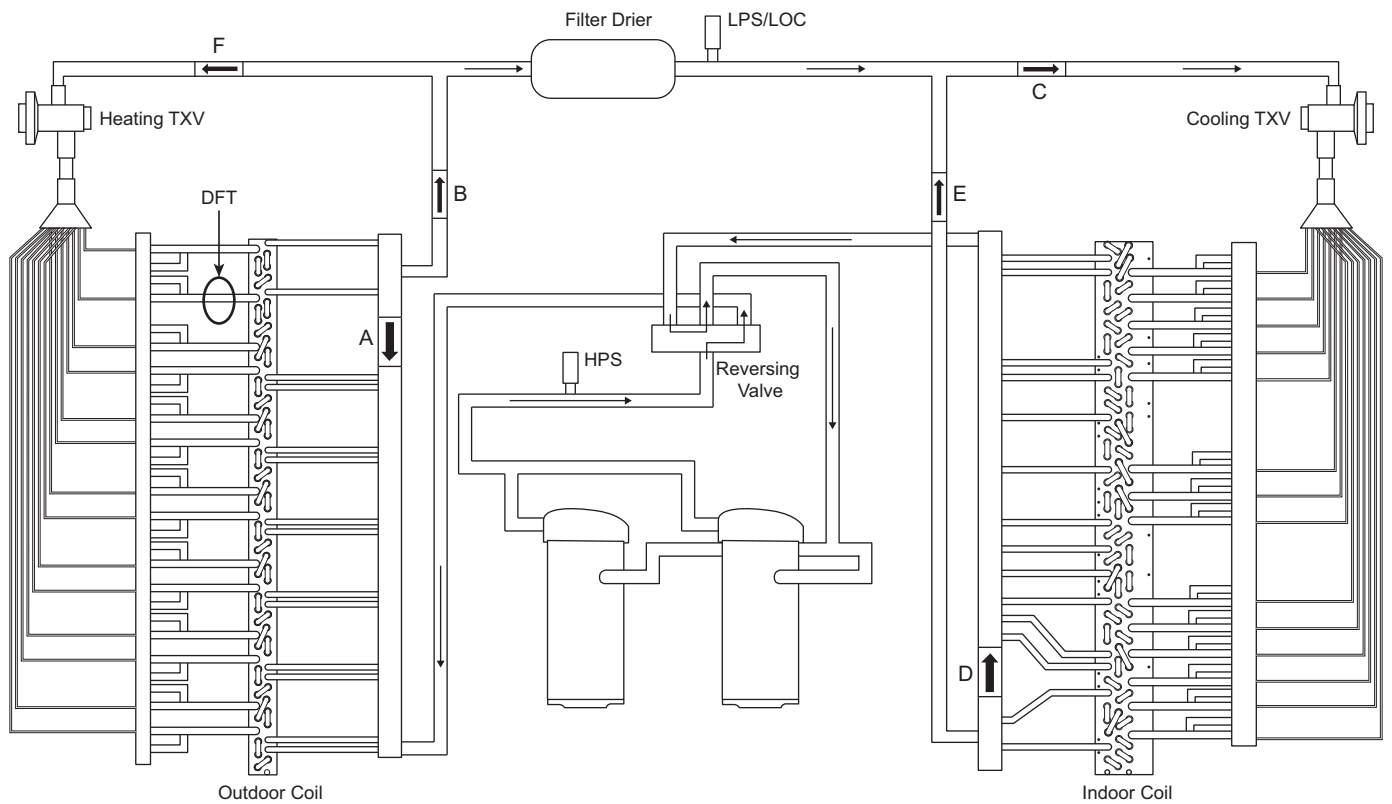 Filter Drier
LPS/LOC
F
C
Heating TXV
Cooling TXV
DFT
B
E
A
HPS
Reversing
Valve
D
Outdoor Coil
Indoor Coil